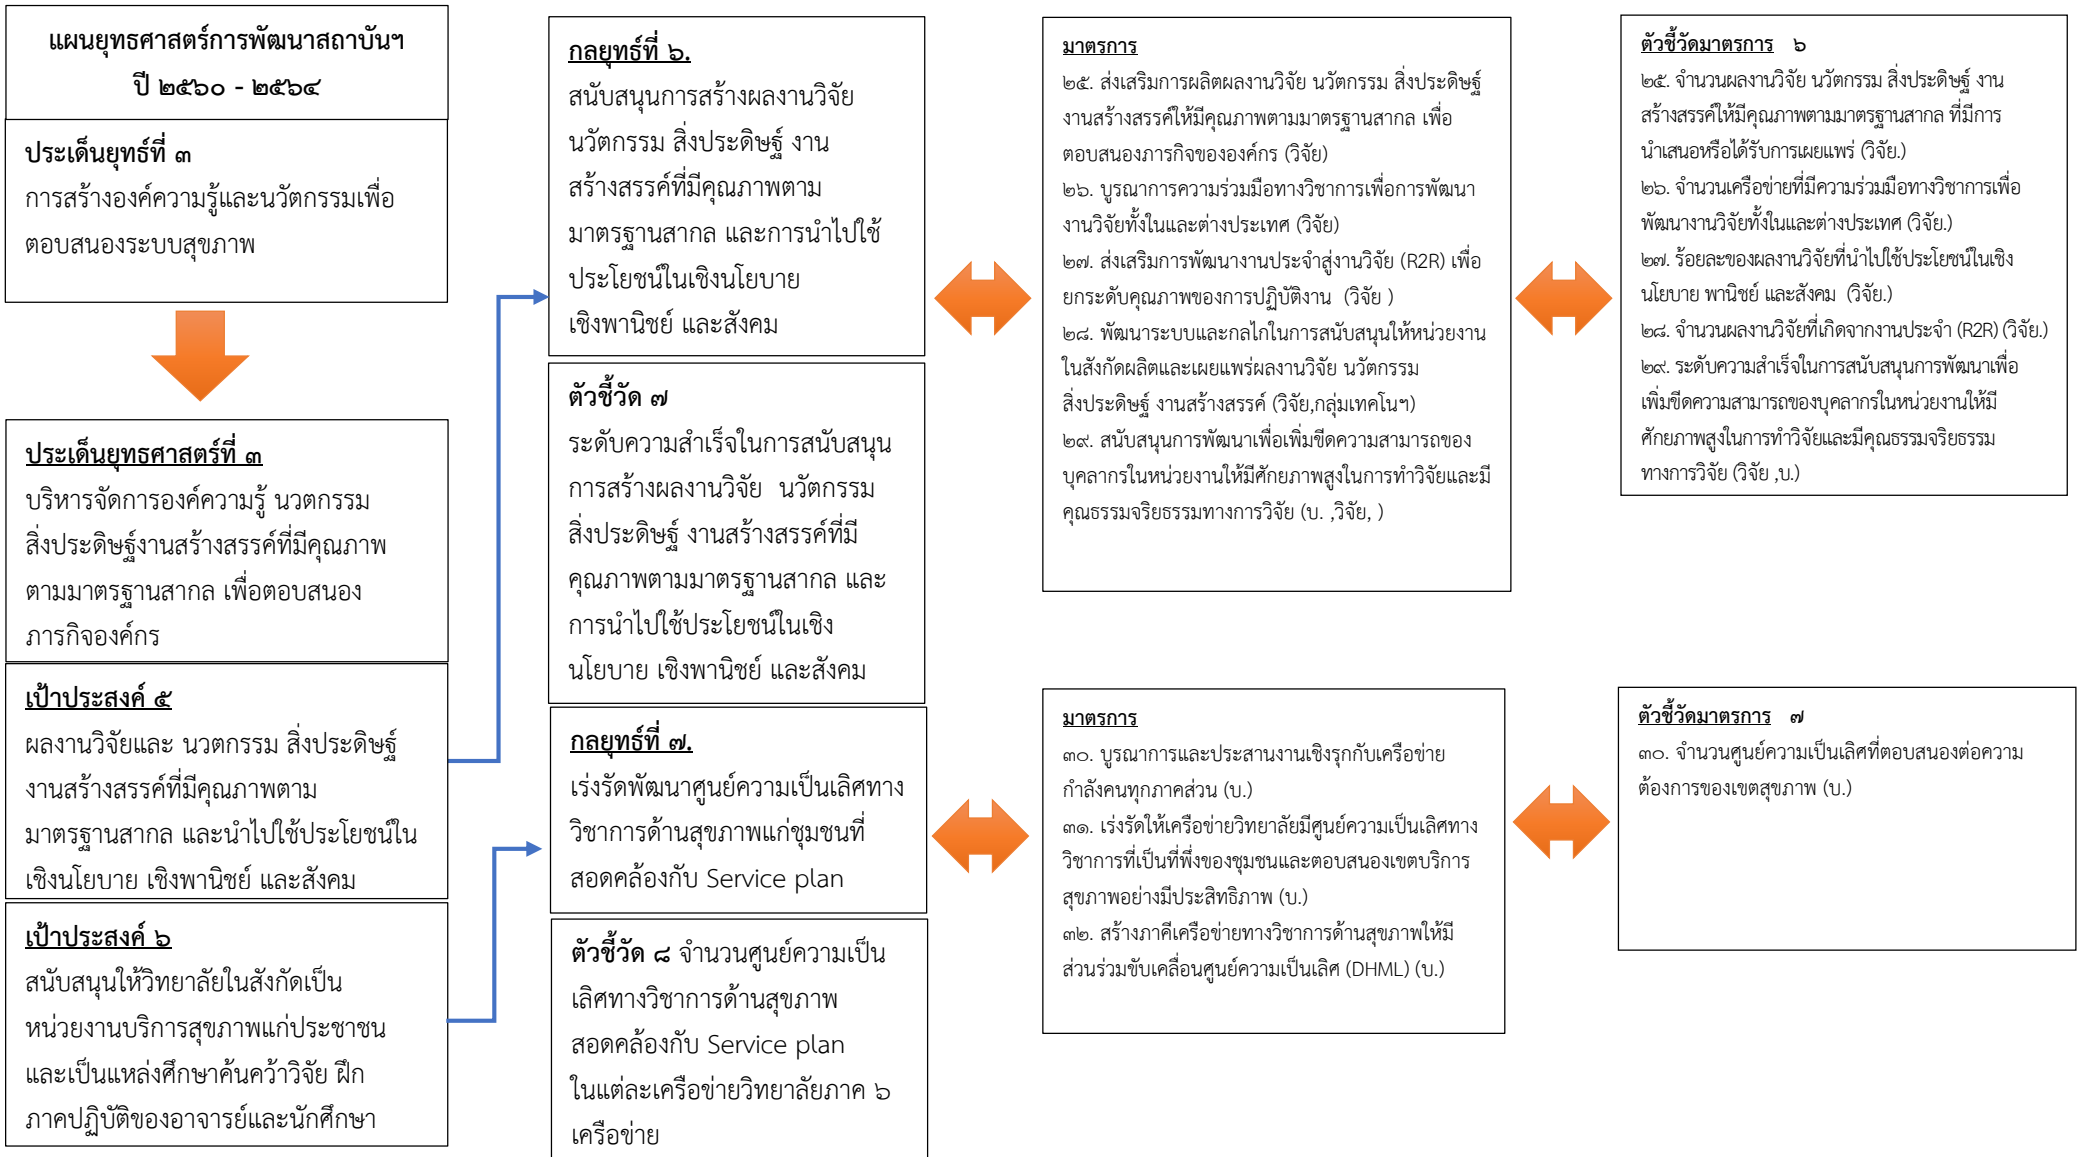 แผนยุทธศาสตร์การพัฒนาสถาบันฯ
ปี ๒๕๖๐ - ๒๕๖๔
ประเด็นยุทธ์ที่ ๓
การสร้างองค์ความรู้และนวัตกรรมเพื่อ
ตอบสนองระบบสุขภาพ
ประเด็นยุทธศาสตร์ที่ ๓
บริหารจัดการองค์ความรู้ นวตกรรม
สิ่งประดิษฐ์งานสร้างสรรค์ที่มีคุณภาพ
ตามมาตรฐานสากล เพื่อตอบสนอง
ภารกิจองค์กร
เป้าประสงค์ ๕
ผลงานวิจัยและ นวตกรรม สิ่งประดิษฐ์
งานสร้างสรรค์ที่มีคุณภาพตาม
มาตรฐานสากล และนำไปใช้ประโยชน์ใน
เชิงนโยบาย เชิงพานิชย์ และสังคม
เป้าประสงค์ ๖
สนับสนุนให้วิทยาลัยในสังกัดเป็น
หน่วยงานบริการสุขภาพแก่ประชาชน
และเป็นแหล่งศึกษาค้นคว้าวิจัย ฝึก
ภาคปฏิบัติของอาจารย์และนักศึกษา
กลยุทธ์ที่ ๖.
สนับสนุนการสร้างผลงานวิจัย
นวัตกรรม สิ่งประดิษฐ์ งาน
สร้างสรรค์ที่มีคุณภาพตาม
มาตรฐานสากล และการนำไปใช้
ประโยชน์ในเชิงนโยบาย
เชิงพานิชย์ และสังคม
ตัวชี้วัด ๗
ระดับความสำเร็จในการสนับสนุน
การสร้างผลงานวิจัย นวัตกรรม
สิ่งประดิษฐ์ งานสร้างสรรค์ที่มี
คุณภาพตามมาตรฐานสากล และ
การนำไปใช้ประโยชน์ในเชิง
นโยบาย เชิงพานิชย์ และสังคม
กลยุทธ์ที่ ๗.
เร่งรัดพัฒนาศูนย์ความเป็นเลิศทาง
วิชาการด้านสุขภาพแก่ชุมชนที่
สอดคล้องกับ Service plan
ตัวชี้วัด ๘ จำนวนศูนย์ความเป็น
เลิศทางวิชาการด้านสุขภาพ
สอดคล้องกับ Service plan
ในแต่ละเครือข่ายวิทยาลัยภาค ๖
เครือข่าย
มาตรการ
๒๕. ส่งเสริมการผลิตผลงานวิจัย นวัตกรรม สิ่งประดิษฐ์
งานสร้างสรรค์ให้มีคุณภาพตามมาตรฐานสากล เพื่อ
ตอบสนองภารกิจขององค์กร (วิจัย)
๒๖. บูรณาการความร่วมมือทางวิชาการเพื่อการพัฒนา
งานวิจัยทั้งในและต่างประเทศ (วิจัย)
๒๗. ส่งเสริมการพัฒนางานประจำสู่งานวิจัย (R2R) เพื่อ
ยกระดับคุณภาพของการปฏิบัติงาน (วิจัย )
๒๘. พัฒนาระบบและกลไกในการสนับสนุนให้หน่วยงาน
ในสังกัดผลิตและเผยแพร่ผลงานวิจัย นวัตกรรม
สิ่งประดิษฐ์ งานสร้างสรรค์ (วิจัย,กลุ่มเทคโนฯ)
๒๙. สนับสนุนการพัฒนาเพื่อเพิ่มขีดความสามารถของ
บุคลากรในหน่วยงานให้มีศักยภาพสูงในการทำวิจัยและมี
คุณธรรมจริยธรรมทางการวิจัย (บ. ,วิจัย, )
มาตรการ
๓๐. บูรณาการและประสานงานเชิงรุกกับเครือข่าย
กำลังคนทุกภาคส่วน (บ.)
๓๑. เร่งรัดให้เครือข่ายวิทยาลัยมีศูนย์ความเป็นเลิศทาง
วิชาการที่เป็นที่พึ่งของชุมชนและตอบสนองเขตบริการ
สุขภาพอย่างมีประสิทธิภาพ (บ.)
๓๒. สร้างภาคีเครือข่ายทางวิชาการด้านสุขภาพให้มี
ส่วนร่วมขับเคลื่อนศูนย์ความเป็นเลิศ (DHML) (บ.)
ตัวชี้วัดมาตรการ ๖
๒๕. จำนวนผลงานวิจัย นวัตกรรม สิ่งประดิษฐ์ งาน
สร้างสรรค์ให้มีคุณภาพตามมาตรฐานสากล ที่มีการ
นำเสนอหรือได้รับการเผยแพร่ (วิจัย.)
๒๖. จำนวนเครือข่ายที่มีความร่วมมือทางวิชาการเพื่อ
พัฒนางานวิจัยทั้งในและต่างประเทศ (วิจัย.)
๒๗. ร้อยละของผลงานวิจัยที่นำไปใช้ประโยชน์ในเชิง
นโยบาย พานิชย์ และสังคม (วิจัย.)
๒๘. จำนวนผลงานวิจัยที่เกิดจากงานประจำ (R2R) (วิจัย.)
๒๙. ระดับความสำเร็จในการสนับสนุนการพัฒนาเพื่อ
เพิ่มขีดความสามารถของบุคลากรในหน่วยงานให้มี
ศักยภาพสูงในการทำวิจัยและมีคุณธรรมจริยธรรม
ทางการวิจัย (วิจัย ,บ.)
ตัวชี้วัดมาตรการ ๗
๓๐. จำนวนศูนย์ความเป็นเลิศที่ตอบสนองต่อความ
ต้องการของเขตสุขภาพ (บ.)